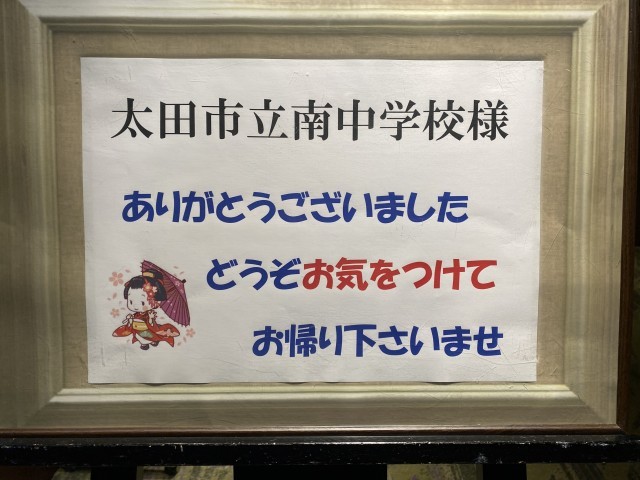 太田市立南中学校様
ありがとうございました
どうぞお気をつけて
お帰り下さいませ